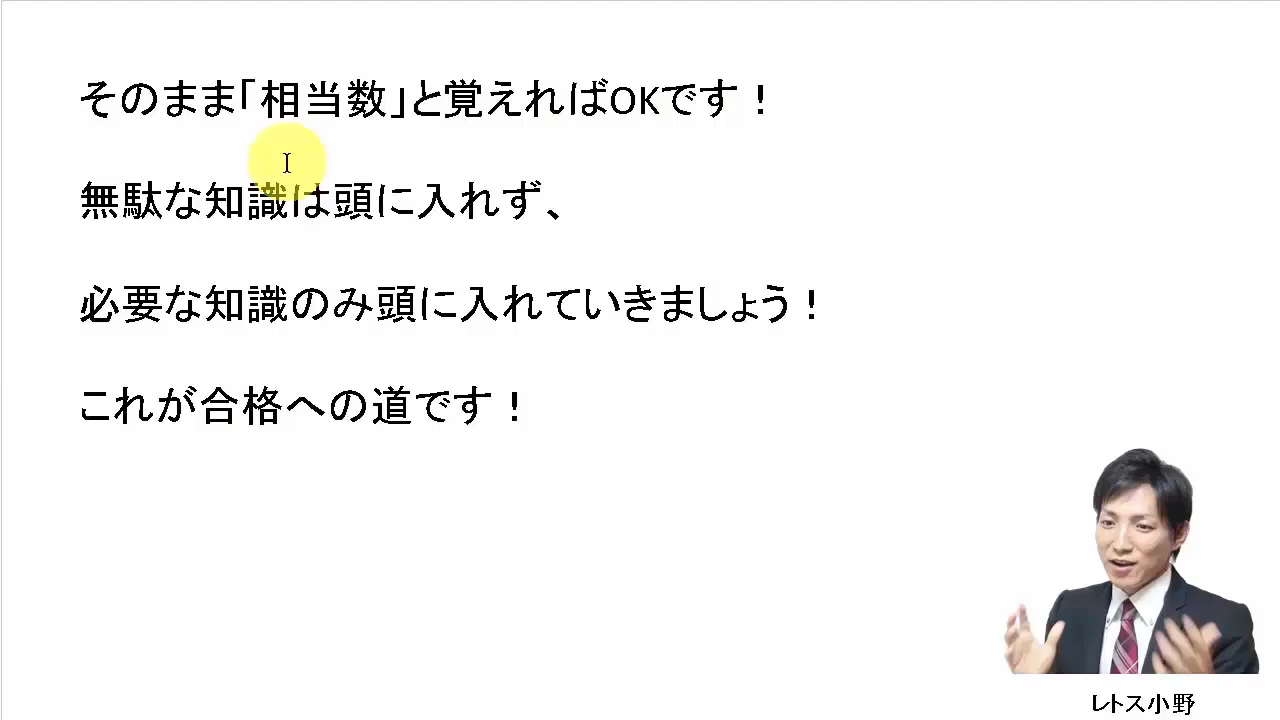 そのまま「相当数」と覚えればOKです！
無駄な知識は頭に入れず、
必要な知識のみ頭に入れていきましょう！
これが合格への道です！
レトス小野